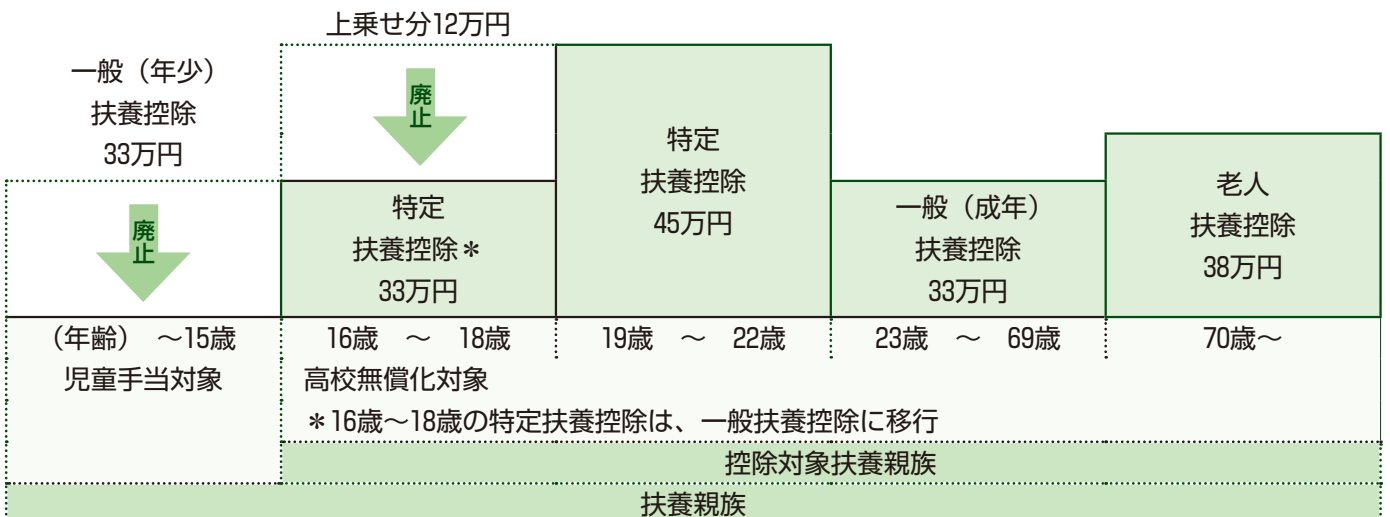 上乗せ分12万円
一般（年少）
扶養控除
33万円
廃止
廃止
特定
扶養控除＊
33万円
特定
扶養控除
45万円
一般（成年）
扶養控除
33万円
老人
扶養控除
38万円
（年齢） ～15歳
16歳 ～ 18歳
19歳 ～ 22歳
23歳 ～ 69歳
70歳～
児童手当対象
高校無償化対象
＊16歳～18歳の特定扶養控除は、一般扶養控除に移行
控除対象扶養親族
扶養親族